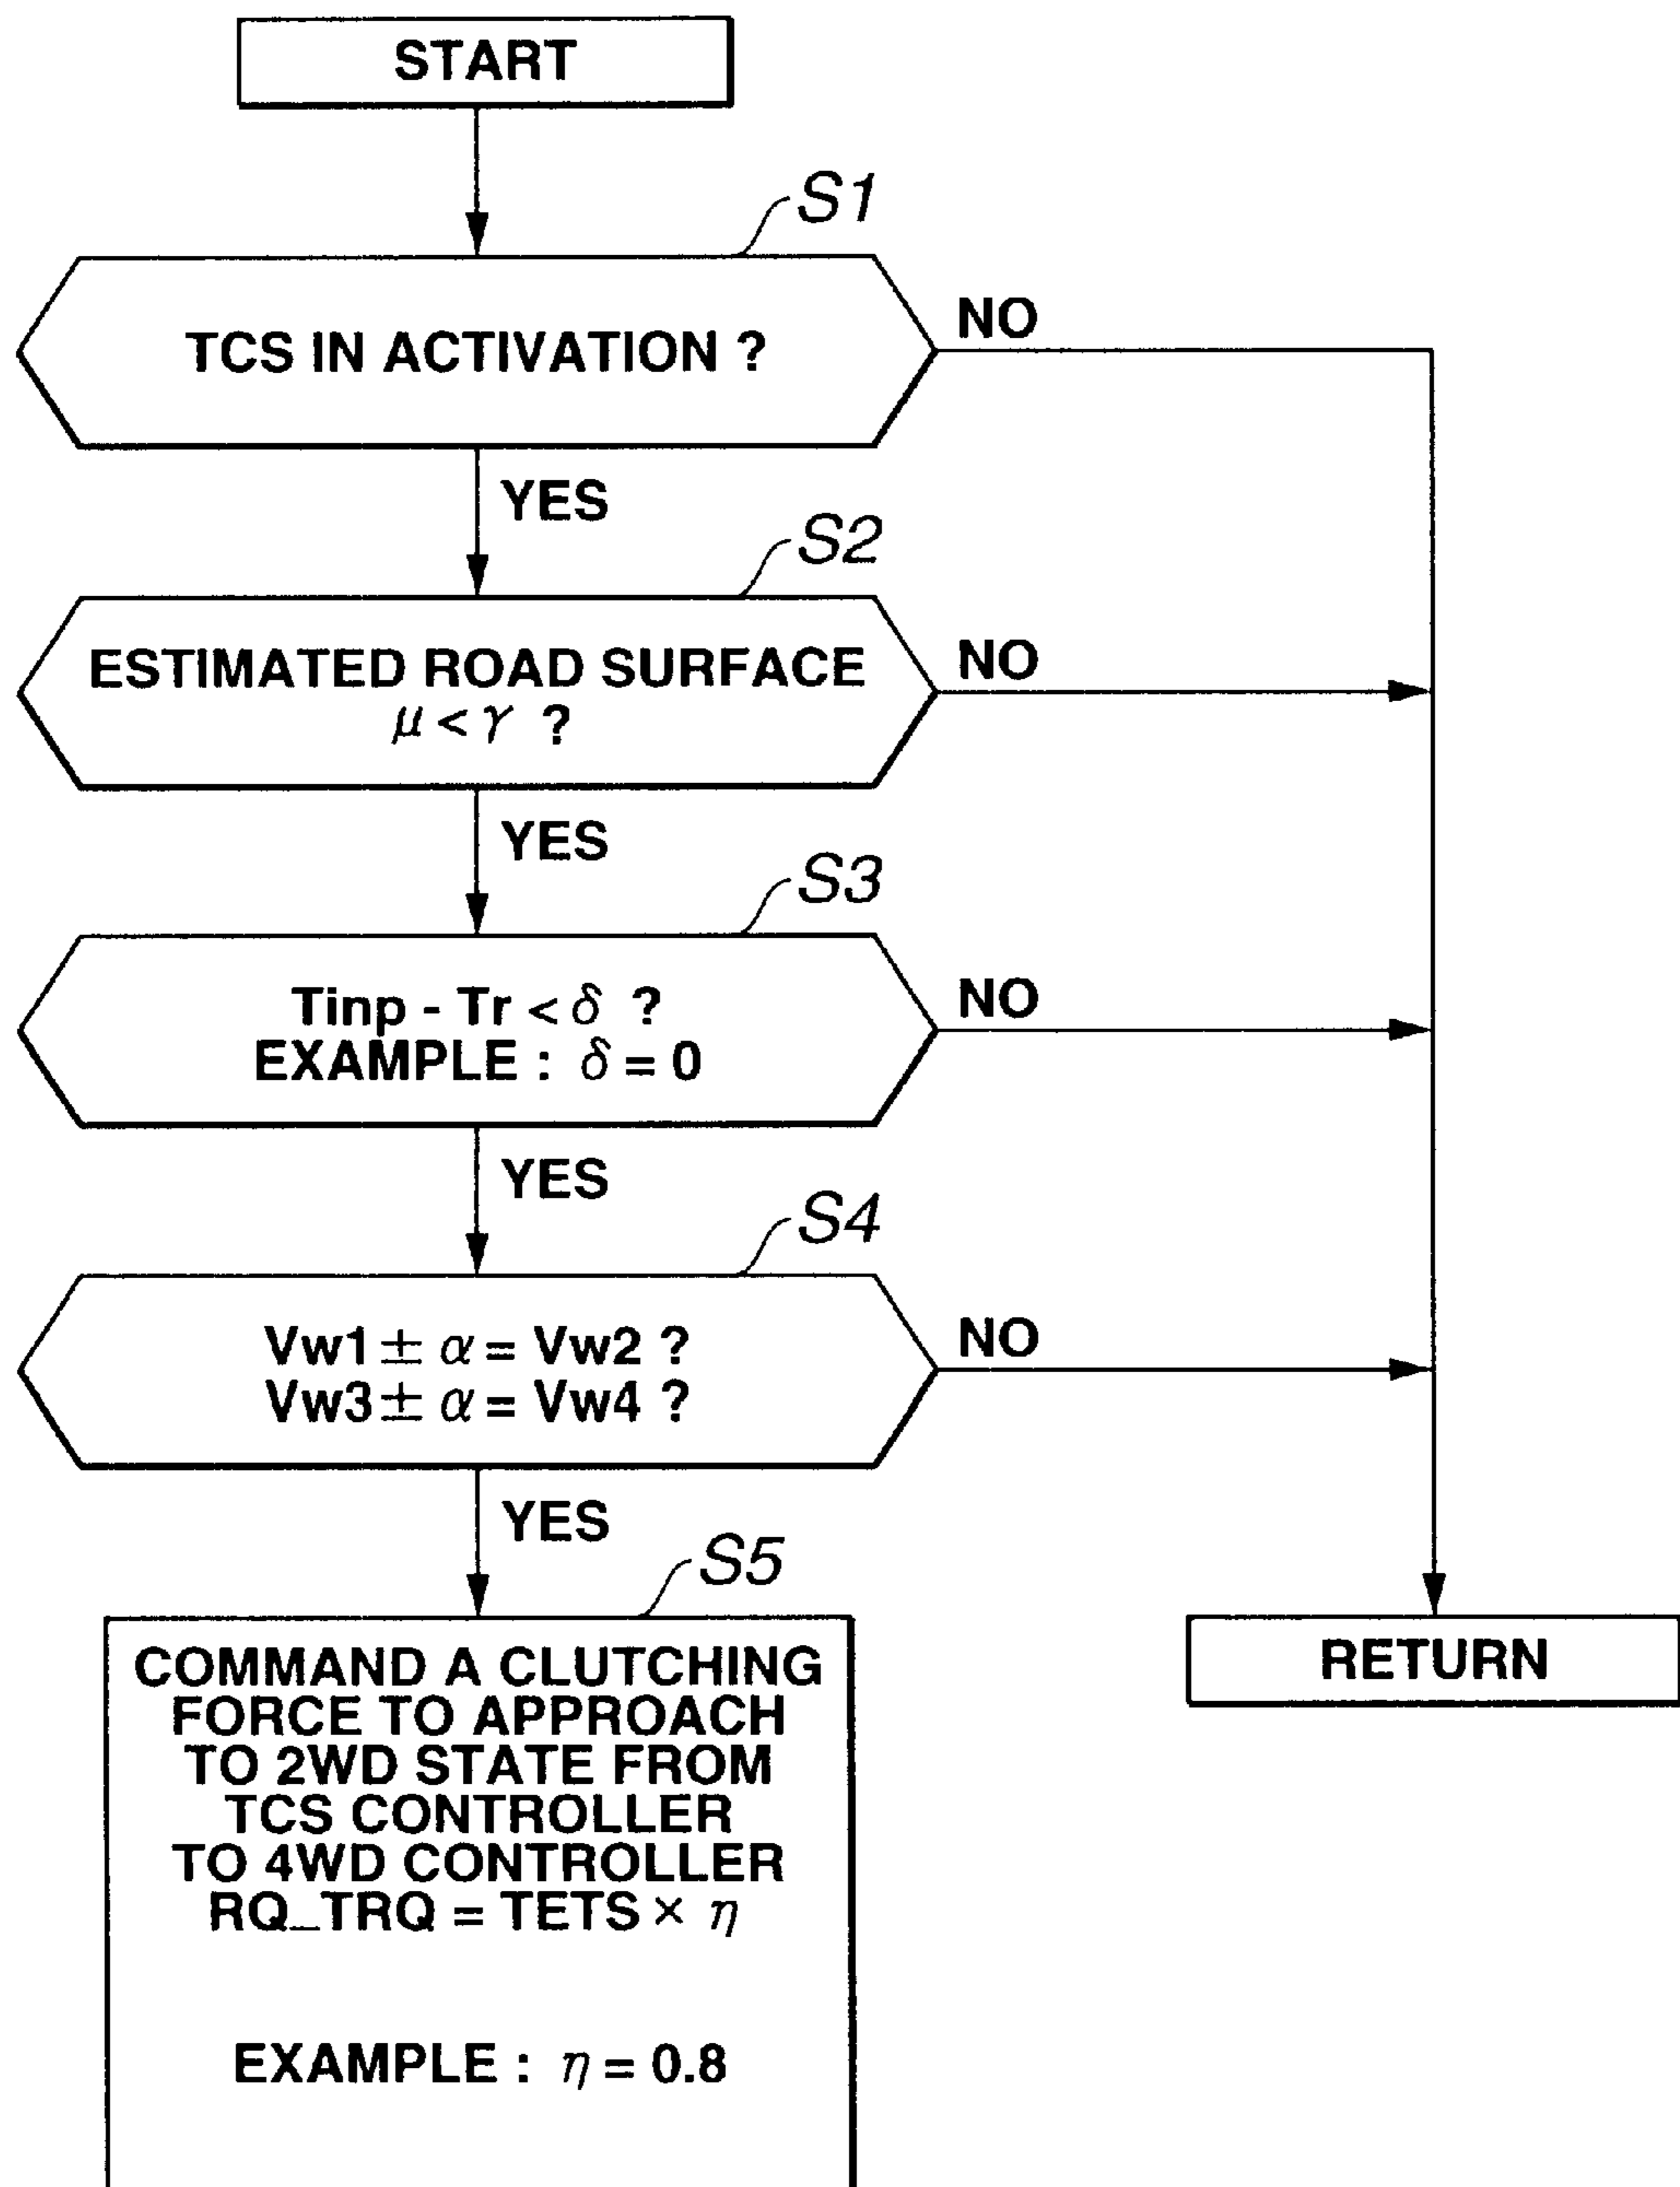 START
S1
TCS IN ACTIVATION ?
NO
YES
S2
ESTIMATED ROAD SURFACE
μ < γ ?
NO
YES
S3
Tinp - Tr < δ ?
EXAMPLE : δ = 0
NO
YES
S4
Vw1 ± α = Vw2 ?
Vw3 ± α = Vw4 ?
NO
YES
S5
COMMAND A CLUTCHING
FORCE TO APPROACH
TO 2WD STATE FROM
TCS CONTROLLER
TO 4WD CONTROLLER
RQ_TRQ = TETS × η
EXAMPLE : η = 0.8
RETURN